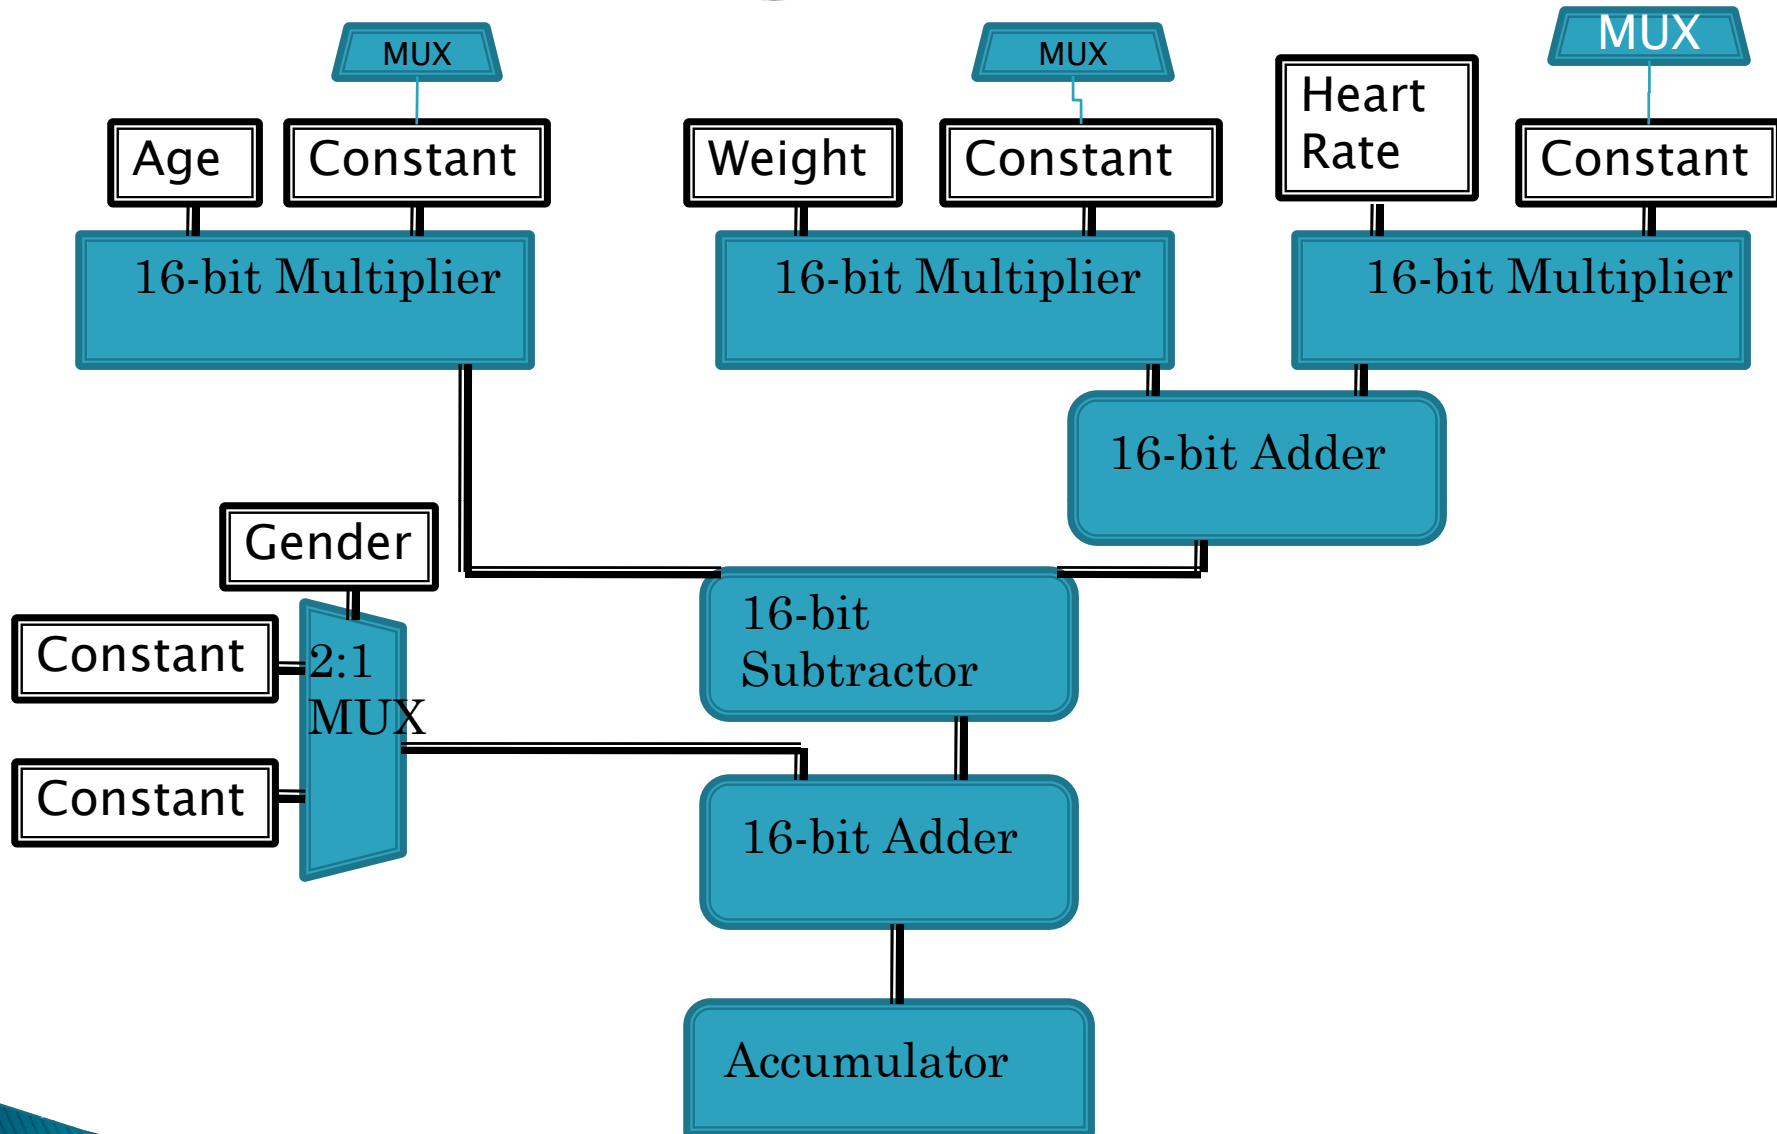 MUX
MUX
MUX
Age
Constant
Weight
Constant
Heart
Rate
Constant
16-bit Multiplier
16-bit Multiplier
16-bit Multiplier
16-bit Adder
Gender
Constant
2:1
MUX
Constant
16-bit
Subtractor
16-bit Adder
Accumulator